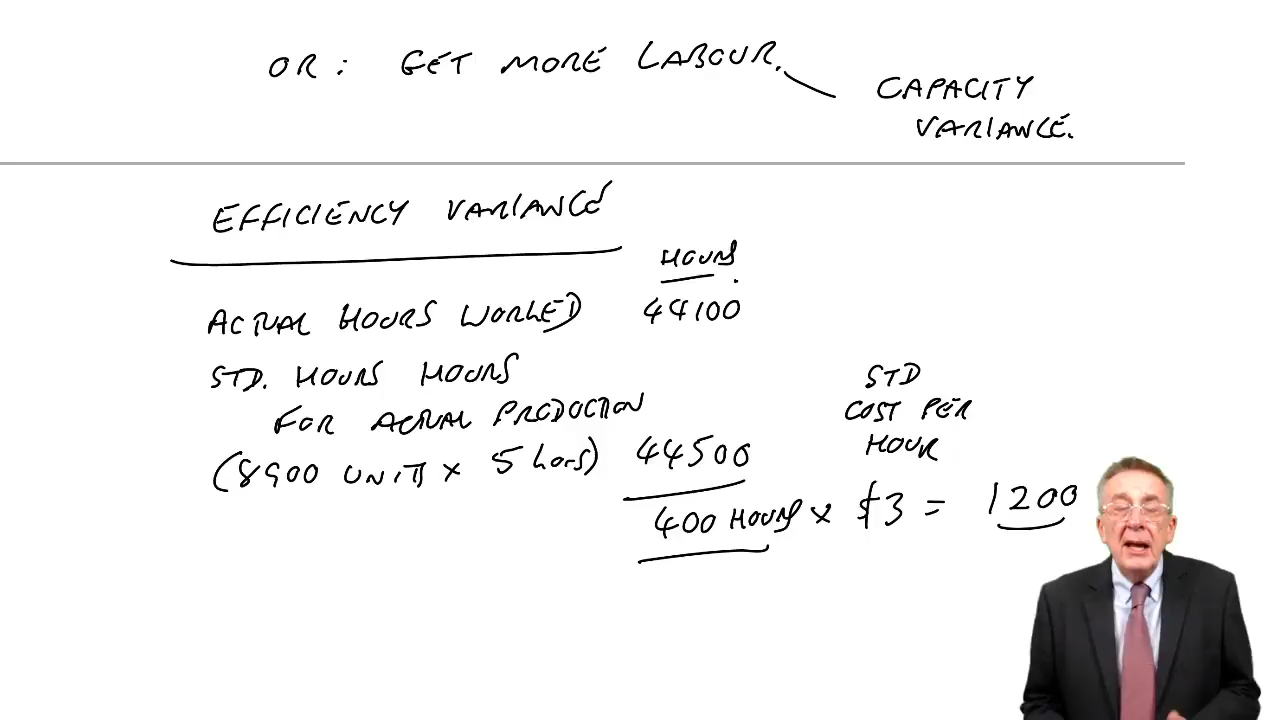 OR : GET MORE LABOUR.
CAPACITY
VARIANCE.
EFFICIENCY VARIANCE
HOURS
ACTUAL HOURS WORKED 44100
STD. HOURS HOURS
FOR ACTUAL PRODUCTION
(8900 UNITS x 5 hours) 44500
STD
COST PER
HOUR
400 HOURS x $3 = 1200